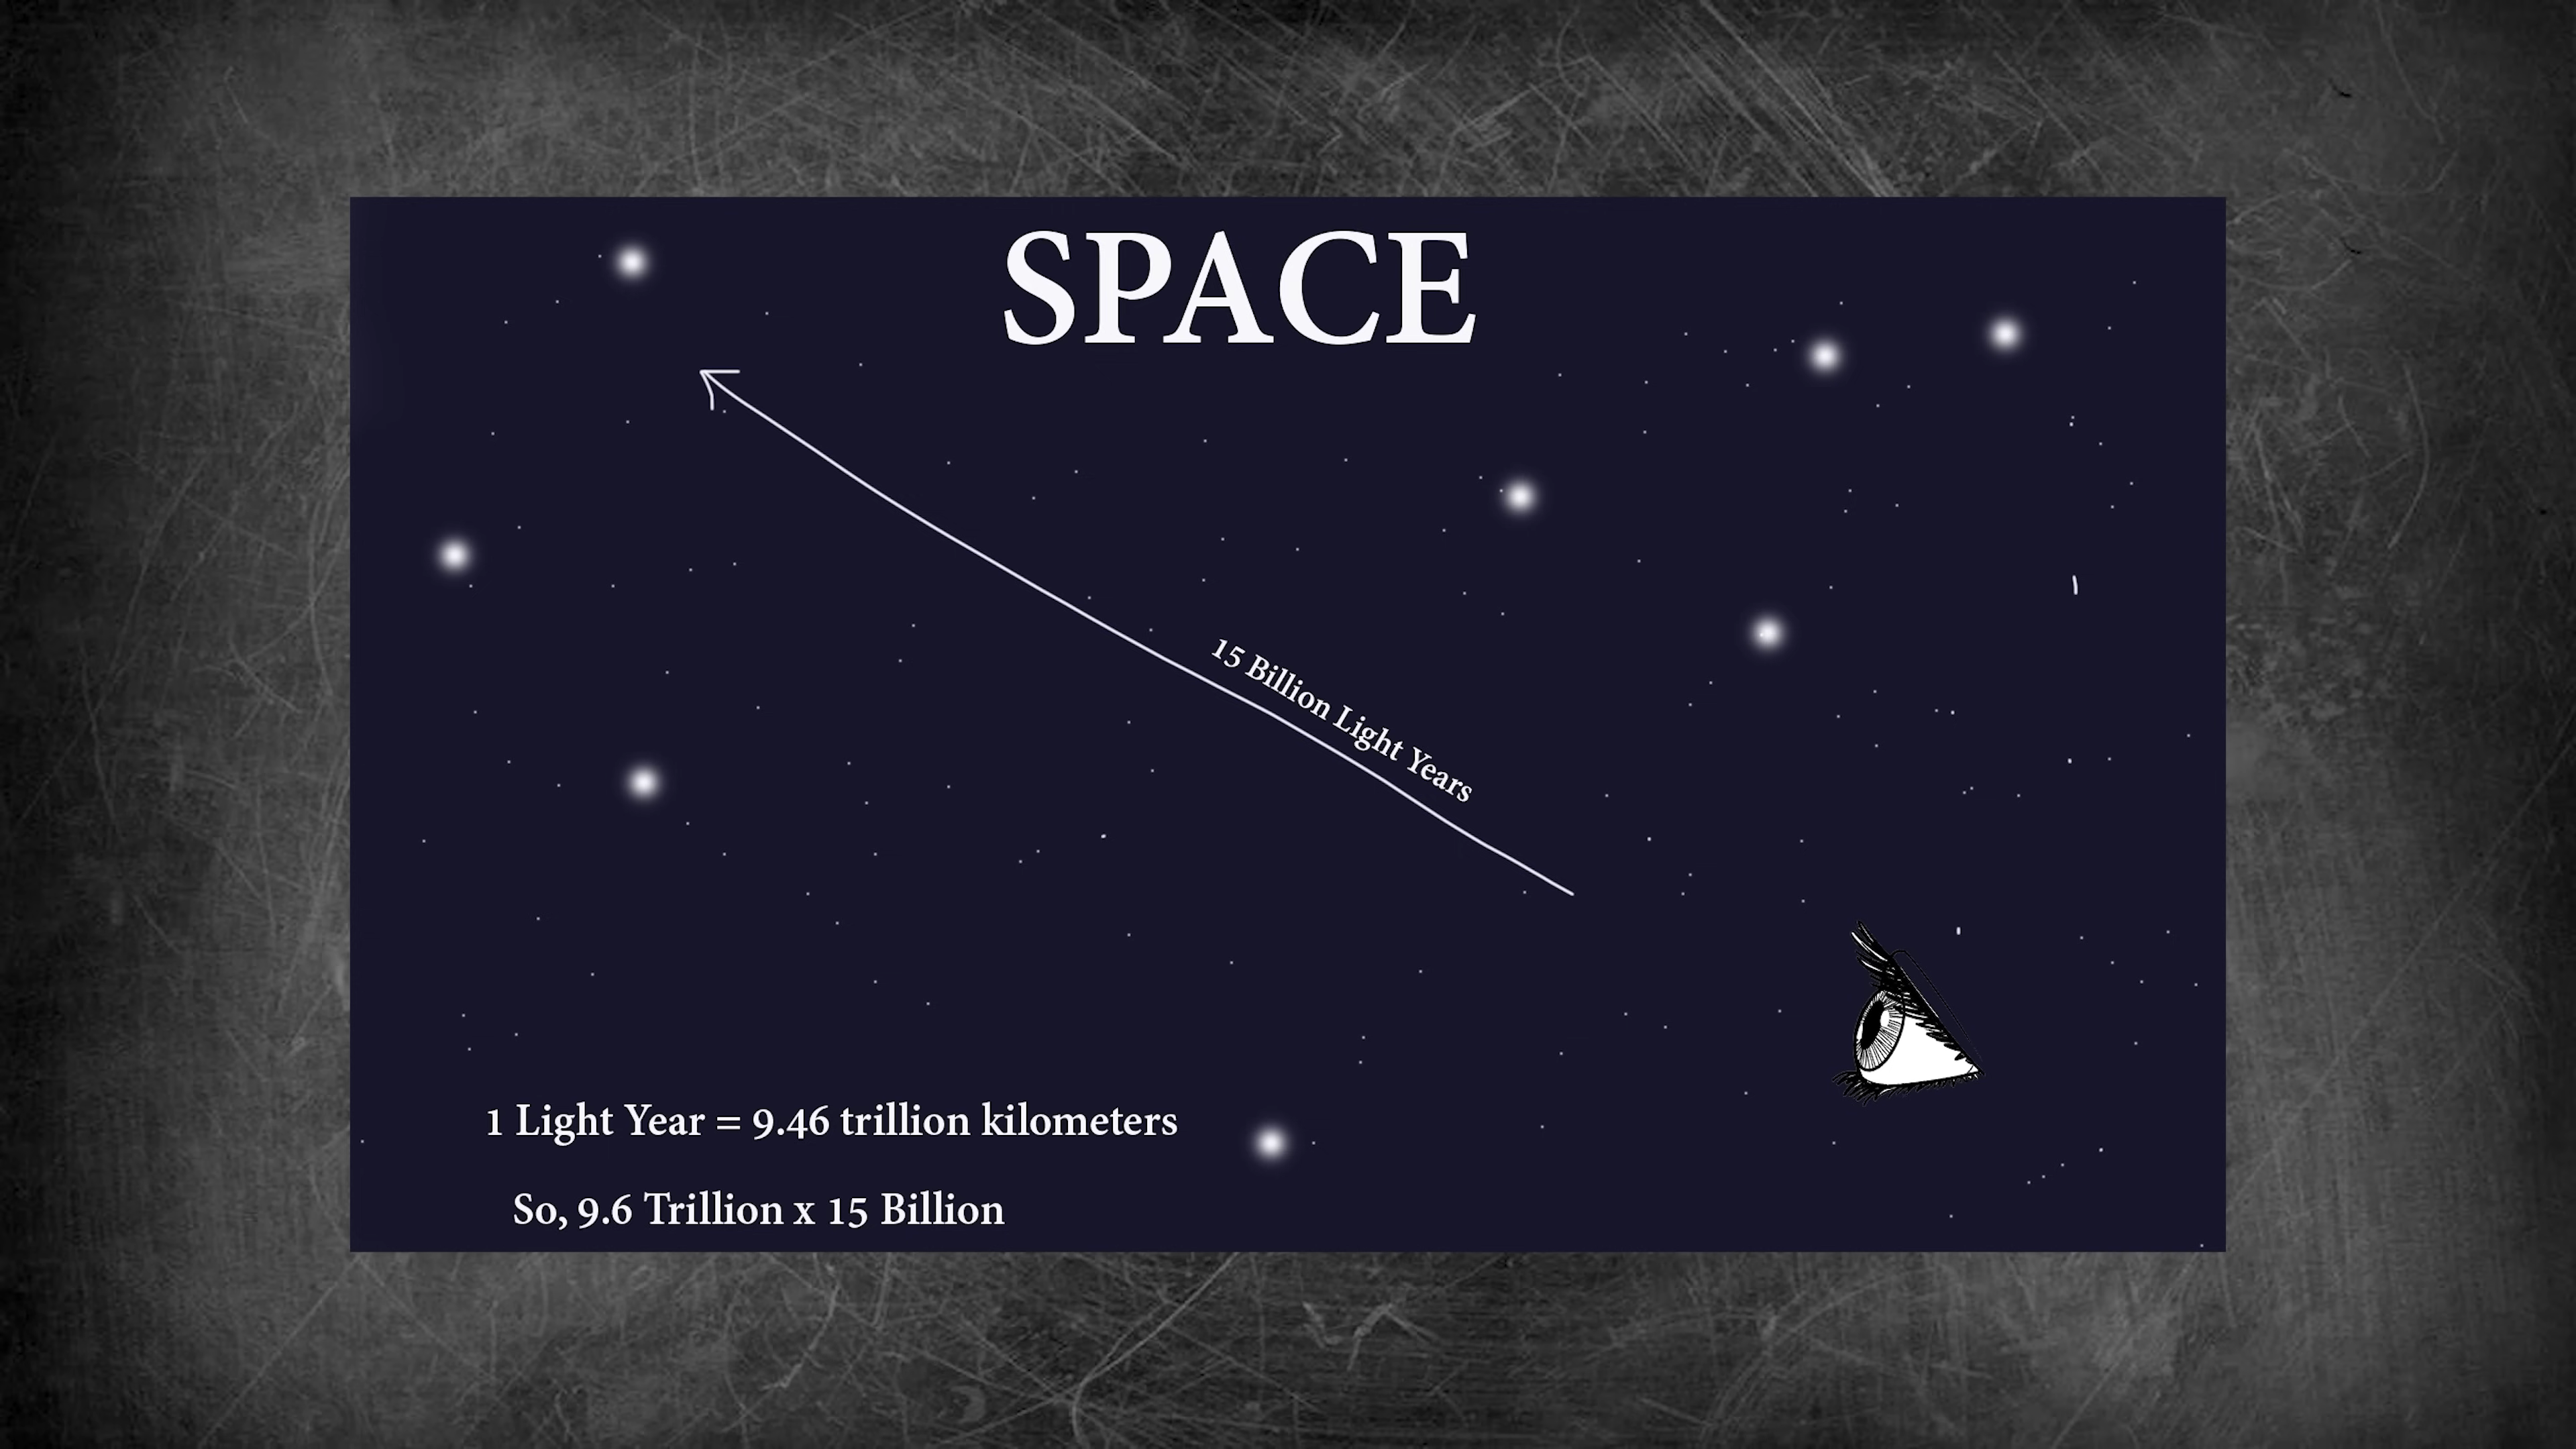 SPACE
15 Billion Light Years
1 Light Year = 9.46 trillion kilometers
So, 9.6 Trillion x 15 Billion